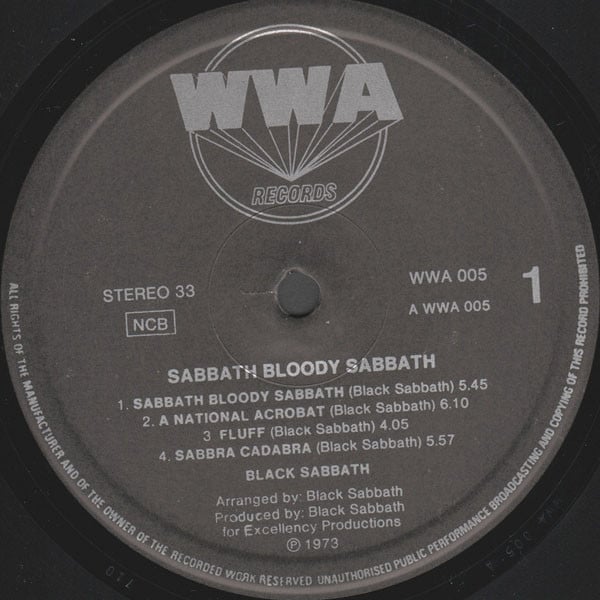 WWA
RECORDS
STEREO 33
NCB
WWA 005
A WWA 005
1
SABBATH BLOODY SABBATH
1. SABBATH BLOODY SABBATH (Black Sabbath) 5.45
2. A NATIONAL ACROBAT (Black Sabbath) 6.10
3 FLUFF (Black Sabbath) 4.05
4. SABBRA CADABRA (Black Sabbath) 5.57
BLACK SABBATH
Arranged by: Black Sabbath
Produced by: Black Sabbath
for Excellency Productions
℗ 1973
ALL RIGHTS OF THE MANUFACTURER AND OF THE OWNER OF THE RECORDED WORK RESERVED UNAUTHORISED PUBLIC PERFORMANCE BROADCASTING AND COPYING OF THIS RECORD PROHIBITED